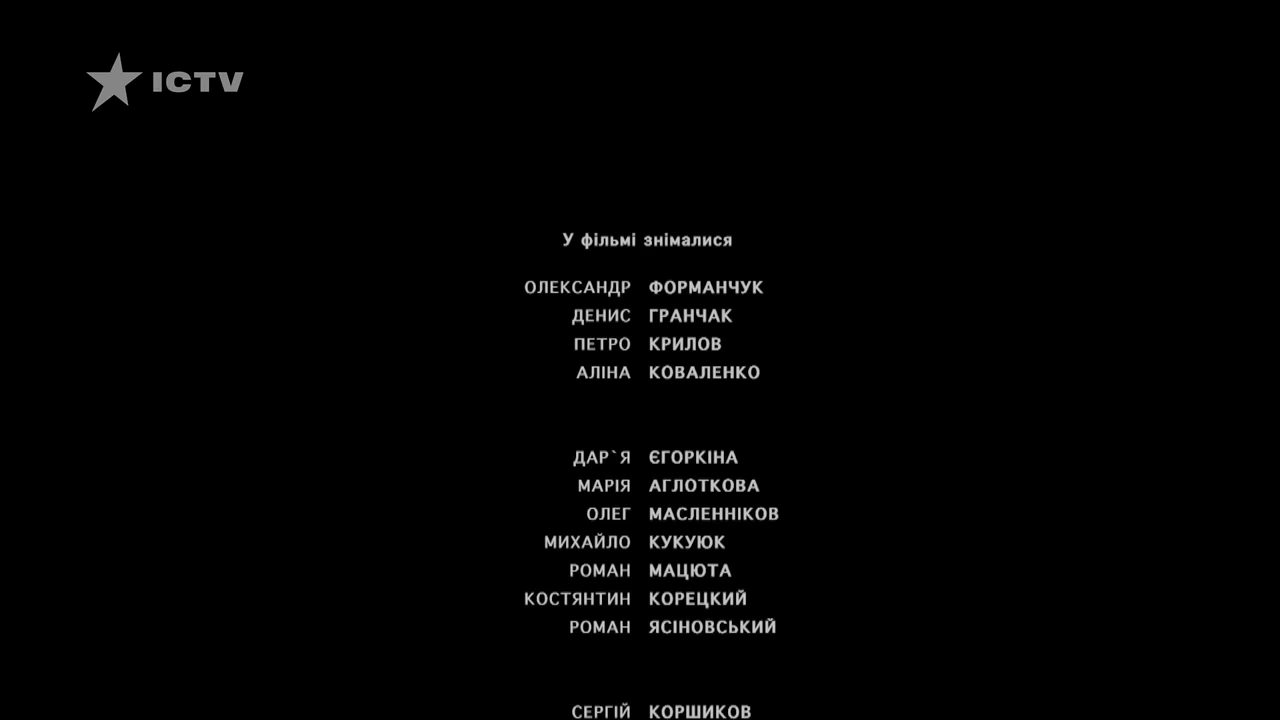 ICTV
У фільмі знімалися
ОЛЕКСАНДР ФОРМАНЧУК
ДЕНИС ГРАНЧАК
ПЕТРО КРИЛОВ
АЛІНА КОВАЛЕНКО
ДАР`Я ЄГОРКІНА
МАРІЯ АГЛОТКОВА
ОЛЕГ МАСЛЕННІКОВ
МИХАЙЛО КУКУЮК
РОМАН МАЦЮТА
КОСТЯНТИН КОРЕЦКИЙ
РОМАН ЯСІНОВСЬКИЙ
СЕРГІЙ КОРШИКОВ